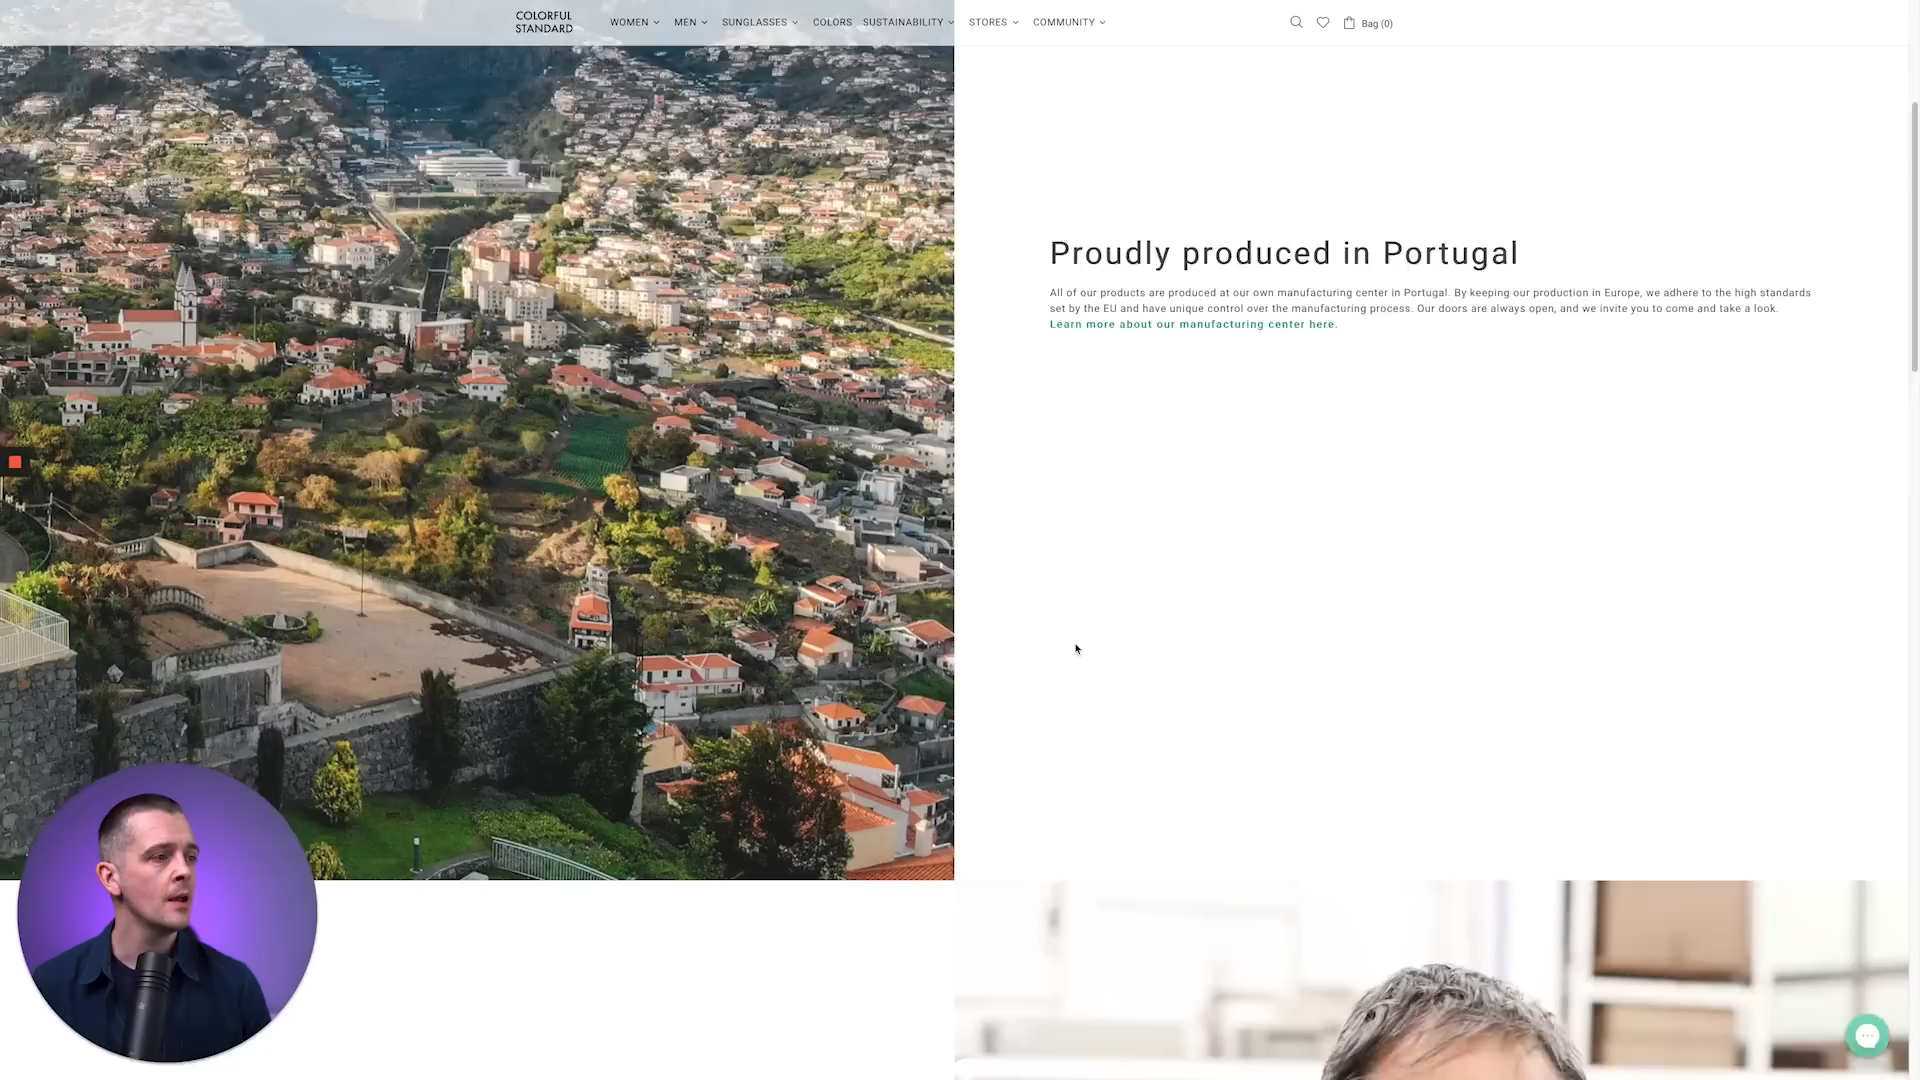 COLORFUL
STANDARD
WOMEN
MEN
SUNGLASSES
COLORS
SUSTAINABILITY
STORES
COMMUNITY
Bag (0)
Proudly produced in Portugal
All of our products are produced at our own manufacturing center in Portugal. By keeping our production in Europe, we adhere to the high standards
set by the EU and have unique control over the manufacturing process. Our doors are always open, and we invite you to come and take a look.
Learn more about our manufacturing center here.